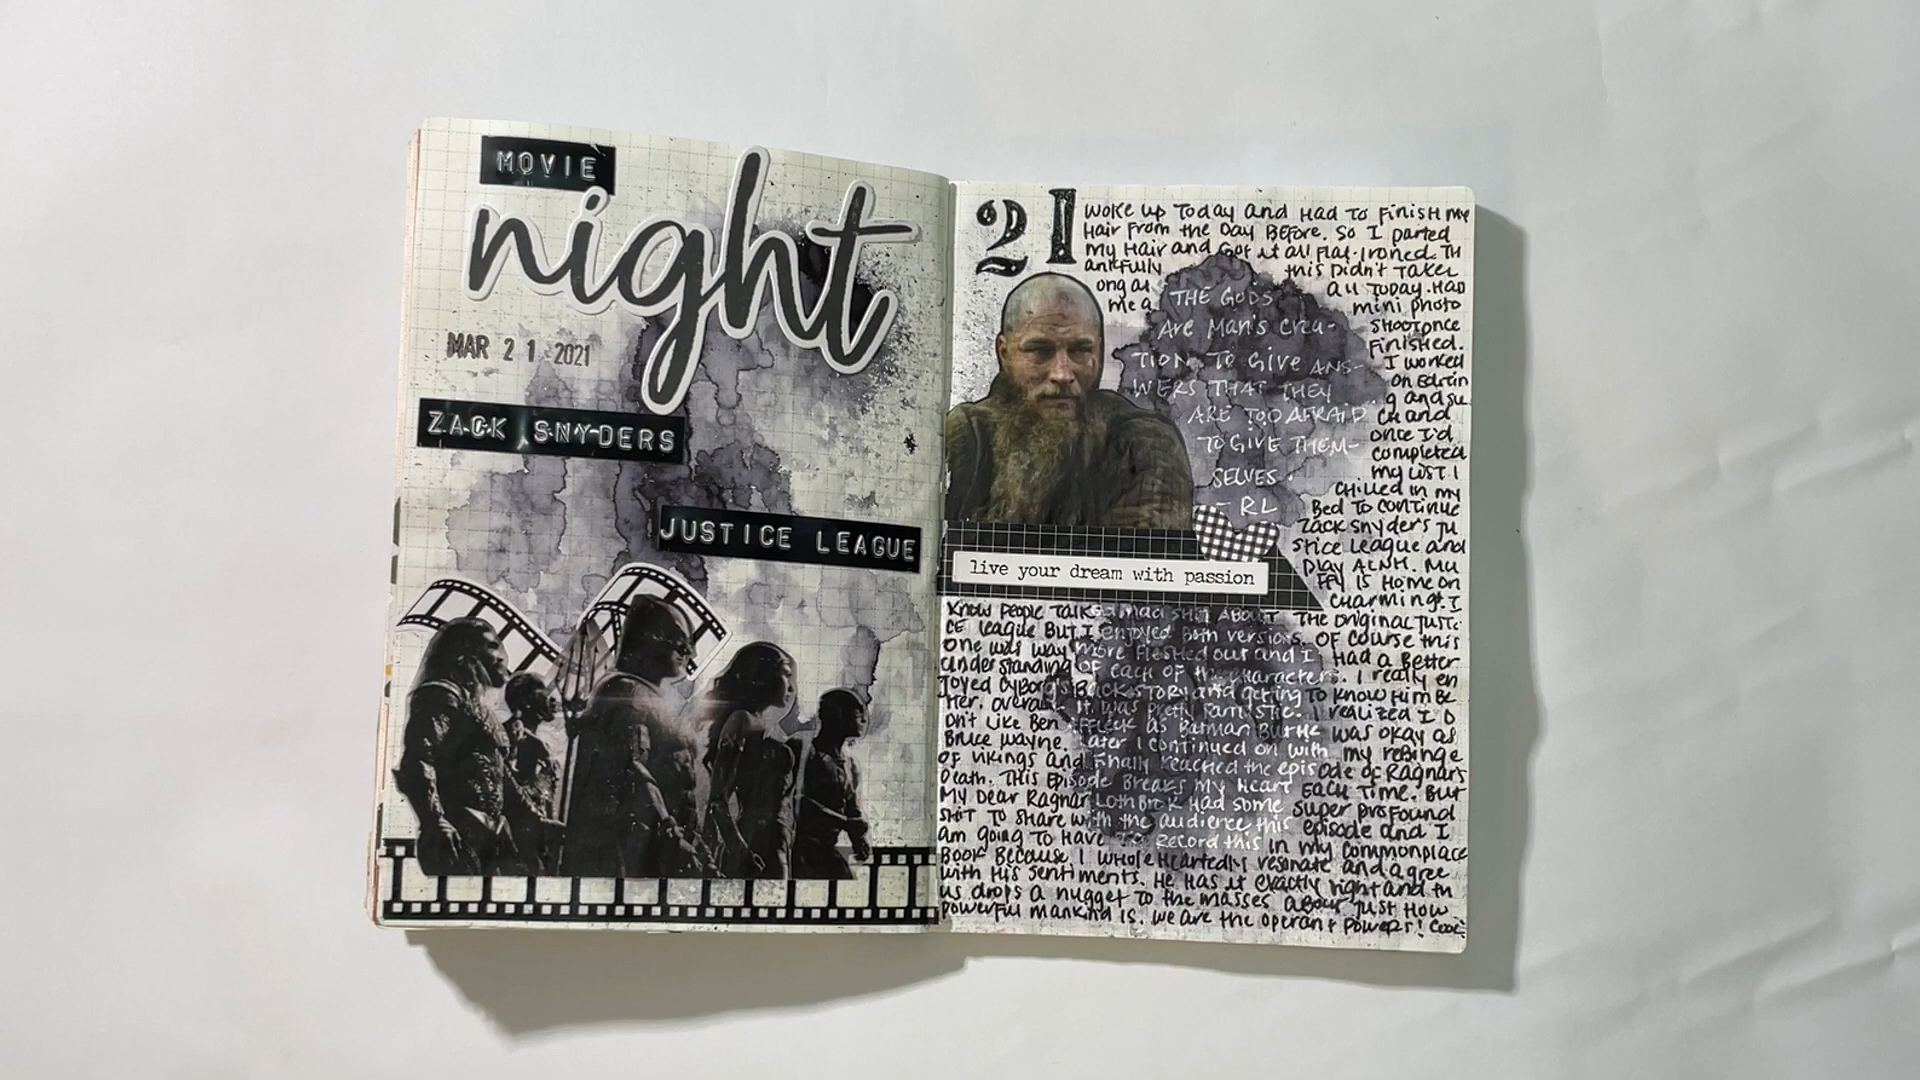 MOVIE
night
MAR 21 2021
ZACK SNYDERS
JUSTICE LEAGUE
21
Woke up Today and Had To Finish my
Hair From the Day Before. So I parted
my Hair and Got it all Flat-Ironed. Th
ankfully this Didn't Take l
ong at all Today. Had
me a mini photo
shoot once
Finished.
I worked
on Editin
g and su
ch and
once I'd
completed
my List I
chilled in my
Bed To continue
Zack Snyder's Ju
stice League and
Play ACNH. Mu
ffy is Home on
Charming! I
THE GODS
Are Man's Crea-
TION TO Give ANS-
WERS THAT THEY
ARE TOO AFRAID
TO GIVE THEM-
SELVES.
- RL
live your dream with passion
Know People Talked Mad Shit About The Original Justi
ce League But I enjoyed Both versions. Of course this
One was way more Fleshed out and I Had a Better
Understanding of each of the characters. I really en
joyed Cyborg's Backstory and getting To Know Him Be
tter. Overall it was pretty Fantastic. I realized I D
on't Like Ben Affleck as Batman But He was okay as
Bruce Wayne. Later I continued on with my reBinge
of Vikings and Finally reached the episode of Ragnar's
Death. This Episode Breaks my Heart Each Time. But
My Dear Ragnar LothBrok Had some super profound
shit To share with the audience this episode and I
am going To Have To Record this in my commonplace
Book Because I wholeheartedly resonate and agree
with His Sentiments. He Has it exactly right and th
us drops a nugget to the masses about just How
powerful mankind is. We are the operant Powers!